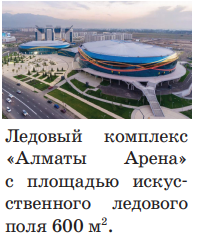 Ледовый комплекс
«Алматы Арена»
с площадью искус-
ственного ледового
поля 600 м².